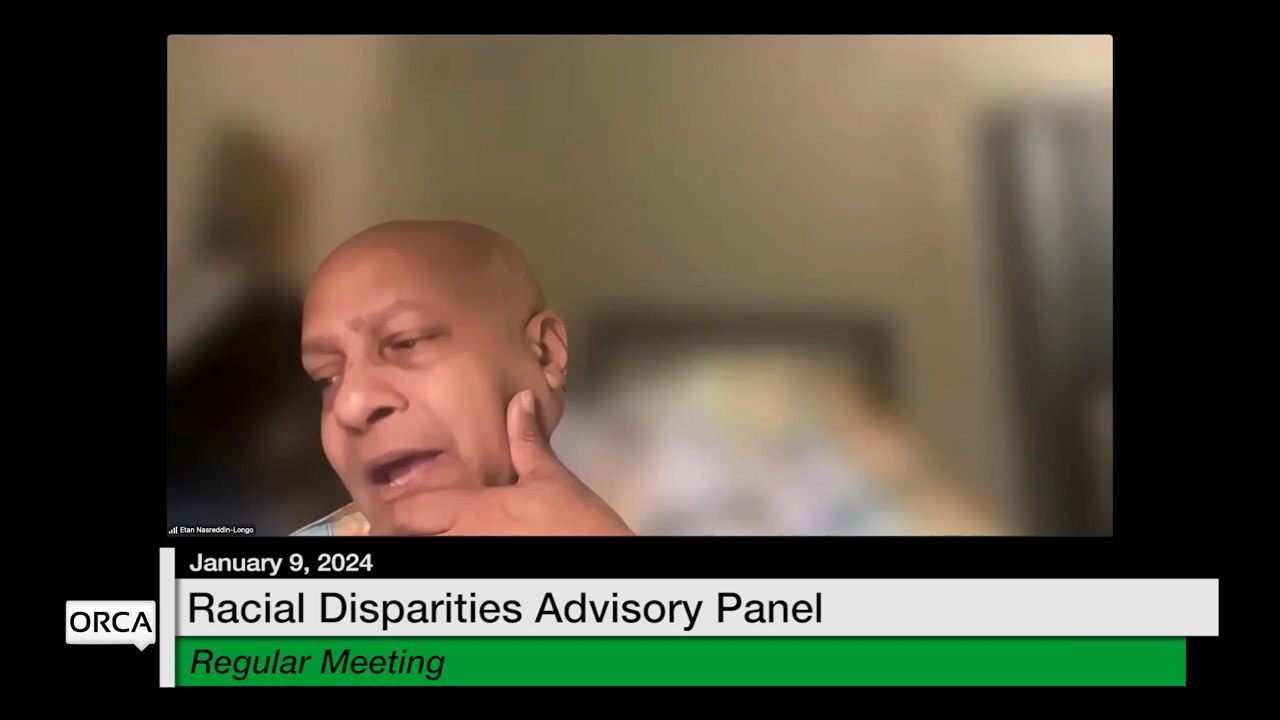 Etan Nasreddin-Longo
January 9, 2024
Racial Disparities Advisory Panel
ORCA
Regular Meeting